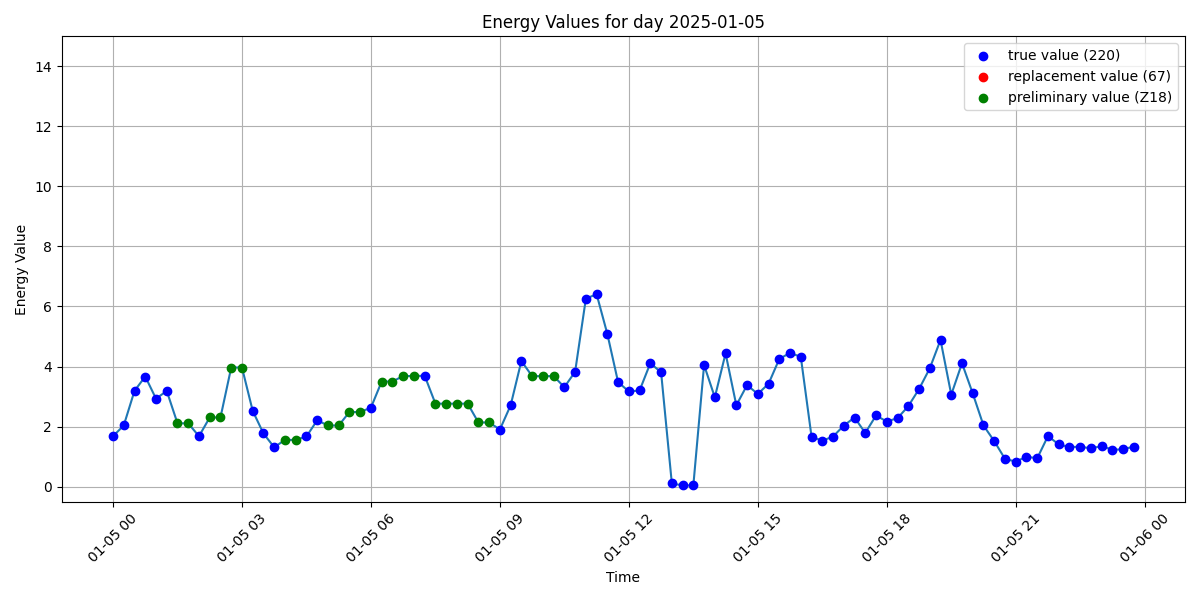 Energy Values for day 2025-01-05
true value (220)
replacement value (67)
preliminary value (Z18)
Energy Value
14
12
10
8
6
4
2
0
01-05 00
01-05 03
01-05 06
01-05 09
01-05 12
01-05 15
01-05 18
01-05 21
01-06 00
Time